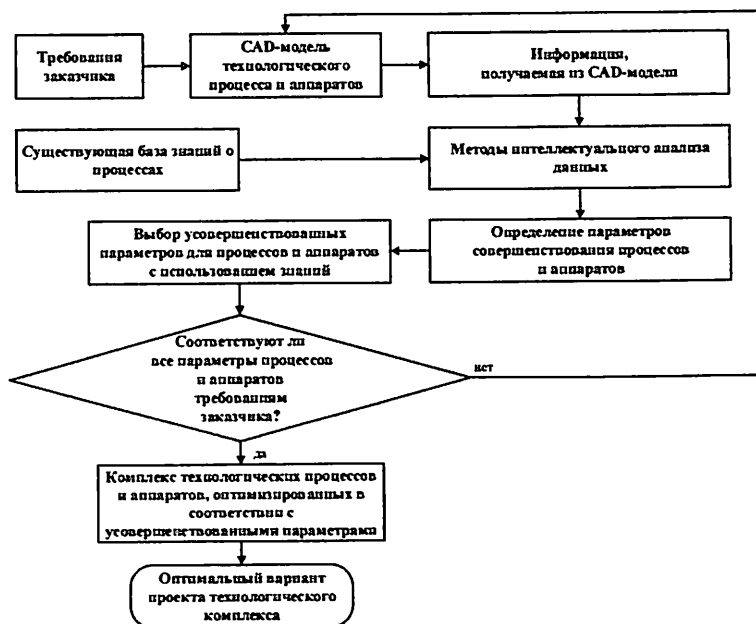 Требования
заказчика
CAD-модель
технологического
процесса и аппаратов
Информация,
получаемая из CAD-модели
Существующая база знаний о
процессах
Методы интеллектуального анализа
данных
Выбор усовершенствованных
параметров для процессов и аппаратов
с использованием знаний
Определение параметров
совершенствования процессов
и аппаратов
Соответствуют ли
все параметры процессов
и аппаратов
требованиям
заказчика?
нет
да
Комплекс технологических процессов
и аппаратов, оптимизированных в
соответствии с
усовершенствованными параметрами
Оптимальный вариант
проекта технологического
комплекса